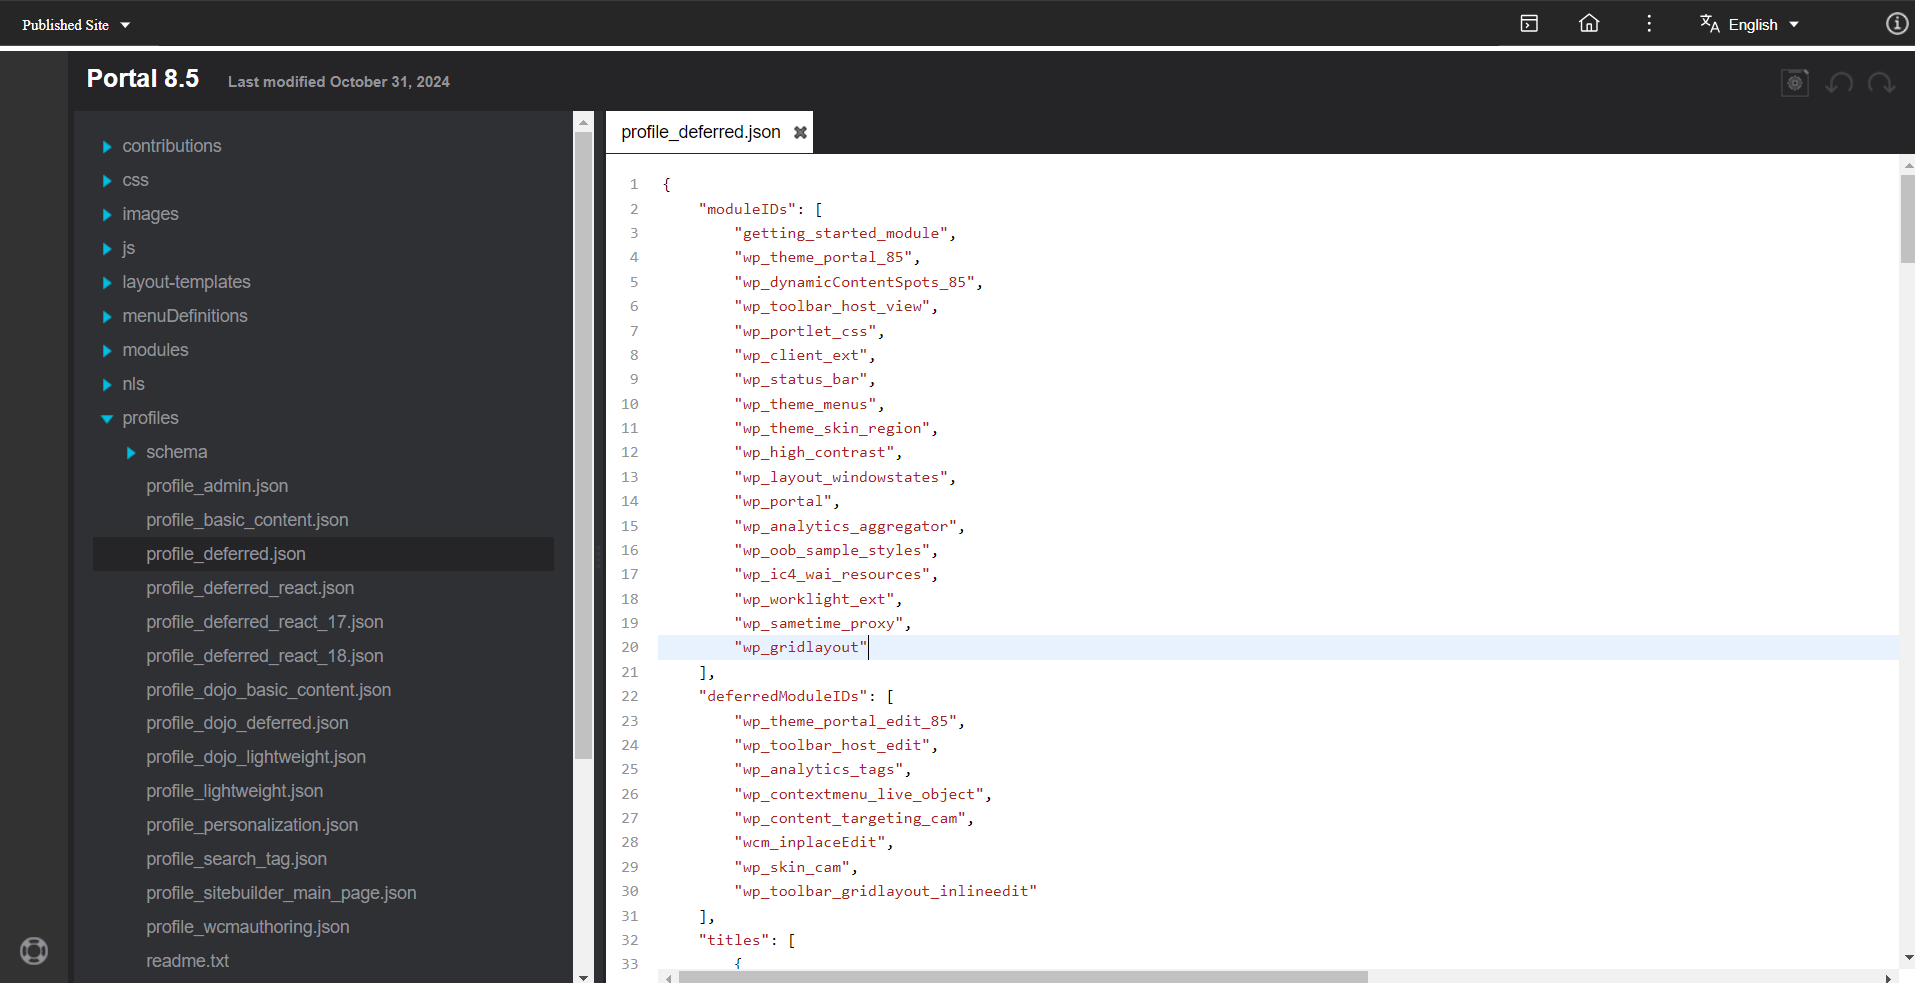 Published Site
English
Portal 8.5 Last modified October 31, 2024
contributions
css
images
js
layout-templates
menuDefinitions
modules
nls
profiles
schema
profile_admin.json
profile_basic_content.json
profile_deferred.json
profile_deferred_react.json
profile_deferred_react_17.json
profile_deferred_react_18.json
profile_dojo_basic_content.json
profile_dojo_deferred.json
profile_dojo_lightweight.json
profile_lightweight.json
profile_personalization.json
profile_search_tag.json
profile_sitebuilder_main_page.json
profile_wcmauthoring.json
readme.txt
profile_deferred.json
1 {
2 "moduleIDs": [
3 "getting_started_module",
4 "wp_theme_portal_85",
5 "wp_dynamicContentSpots_85",
6 "wp_toolbar_host_view",
7 "wp_portlet_css",
8 "wp_client_ext",
9 "wp_status_bar",
10 "wp_theme_menus",
11 "wp_theme_skin_region",
12 "wp_high_contrast",
13 "wp_layout_windowstates",
14 "wp_portal",
15 "wp_analytics_aggregator",
16 "wp_oob_sample_styles",
17 "wp_ic4_wai_resources",
18 "wp_worklight_ext",
19 "wp_sametime_proxy",
20 "wp_gridlayout"
21 ],
22 "deferredModuleIDs": [
23 "wp_theme_portal_edit_85",
24 "wp_toolbar_host_edit",
25 "wp_analytics_tags",
26 "wp_contextmenu_live_object",
27 "wp_content_targeting_cam",
28 "wcm_inplaceEdit",
29 "wp_skin_cam",
30 "wp_toolbar_gridlayout_inlineedit"
31 ],
32 "titles": [
33 {